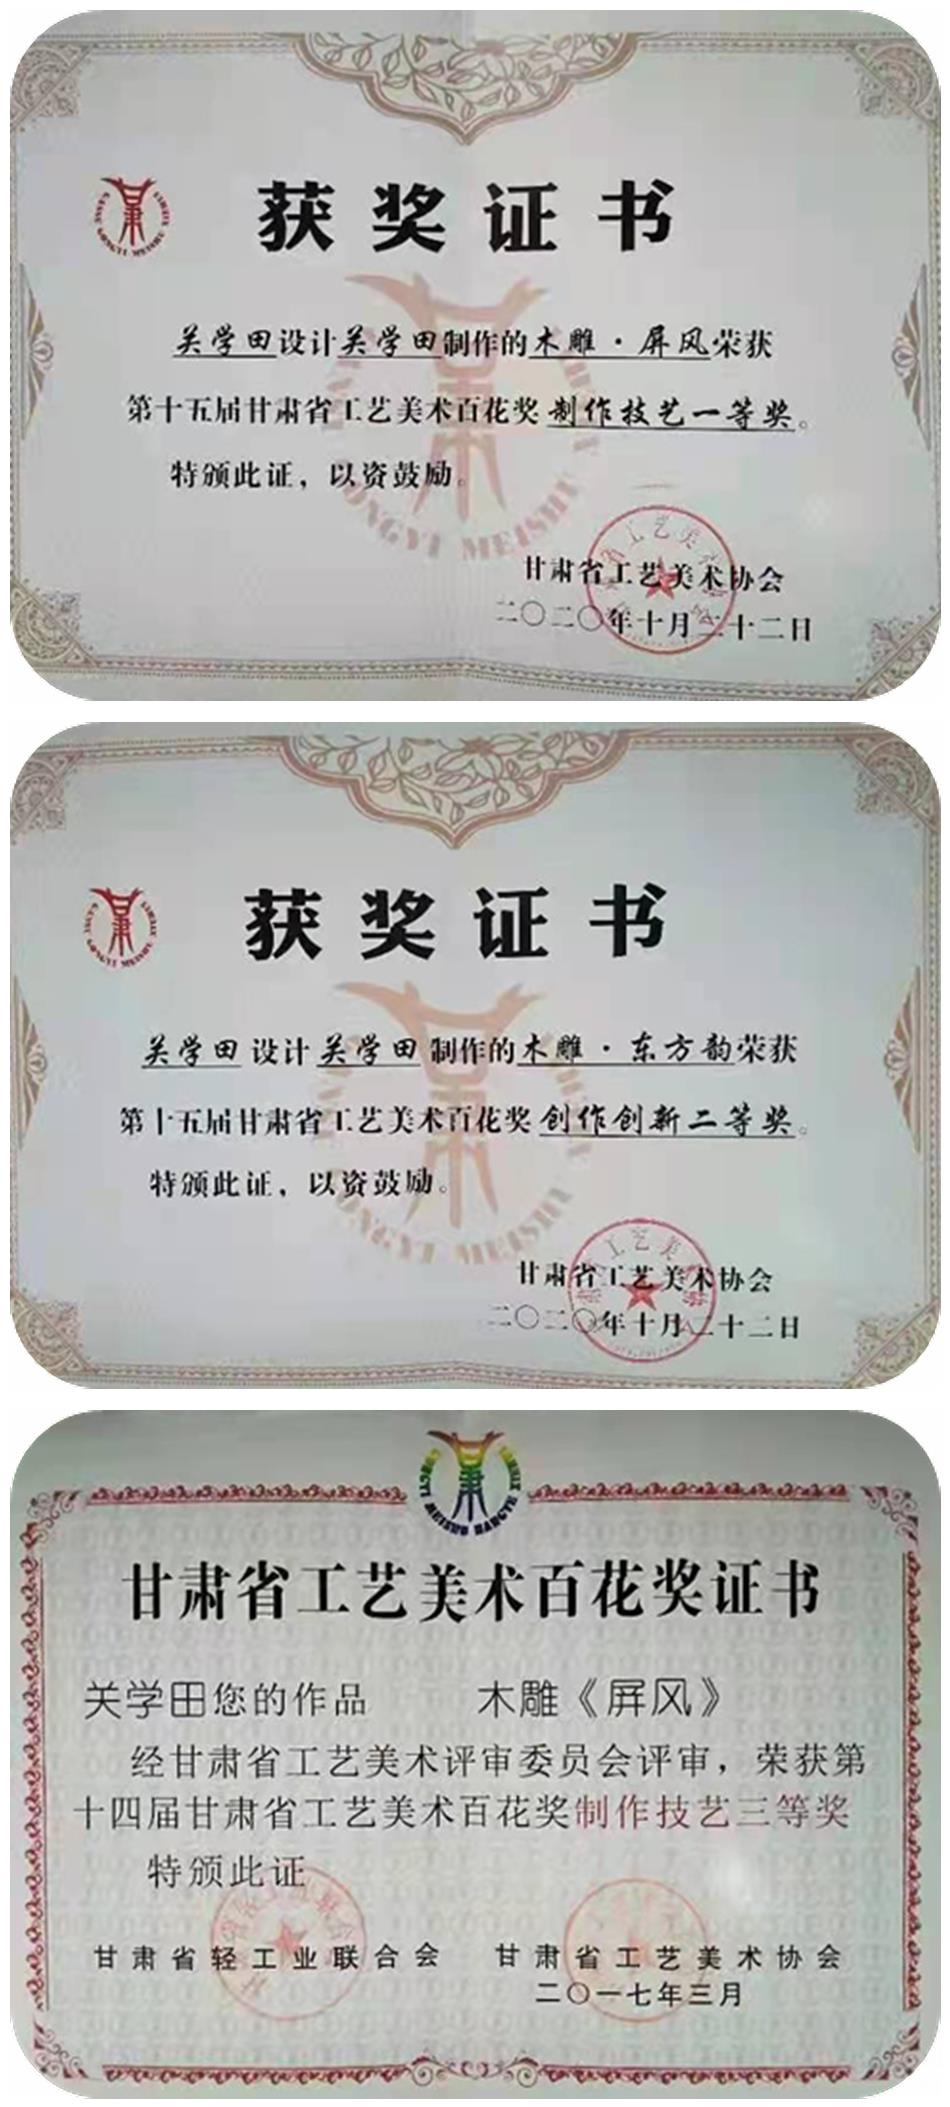 获奖证书
关学田设计关学田制作的木雕·屏风荣获
第十五届甘肃省工艺美术百花奖制作技艺一等奖。
特颁此证，以资鼓励。
GONGYI MEISHU
甘肃省工艺美术协会
二〇二〇年十月二十二日
获奖证书
关学田设计关学田制作的木雕·东方韵荣获
第十五届甘肃省工艺美术百花奖创作创新二等奖。
特颁此证，以资鼓励。
GONGYI MEISHU
甘肃省工艺美术协会
二〇二〇年十月二十二日
甘肃省工艺美术百花奖证书
关学田您的作品 木雕《屏风》
经甘肃省工艺美术评审委员会评审，荣获第
十四届甘肃省工艺美术百花奖制作技艺三等奖
特颁此证
甘肃省轻工业联合会 甘肃省工艺美术协会
二〇一七年三月